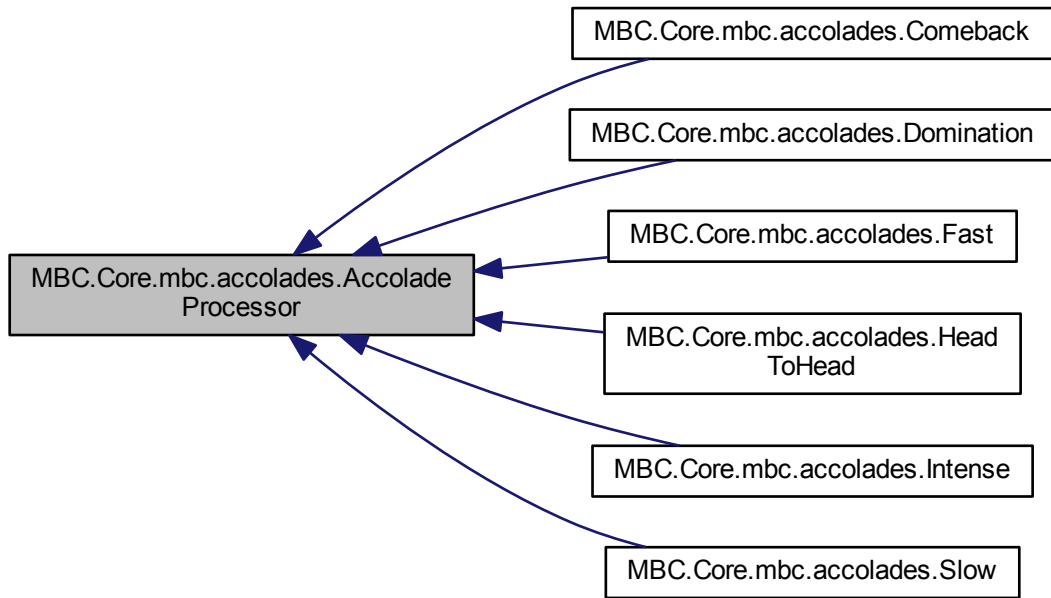 MBC.Core.mbc.accolades.Comeback
MBC.Core.mbc.accolades.Domination
MBC.Core.mbc.accolades.Fast
MBC.Core.mbc.accolades.Accolade
Processor
MBC.Core.mbc.accolades.Head
ToHead
MBC.Core.mbc.accolades.Intense
MBC.Core.mbc.accolades.Slow